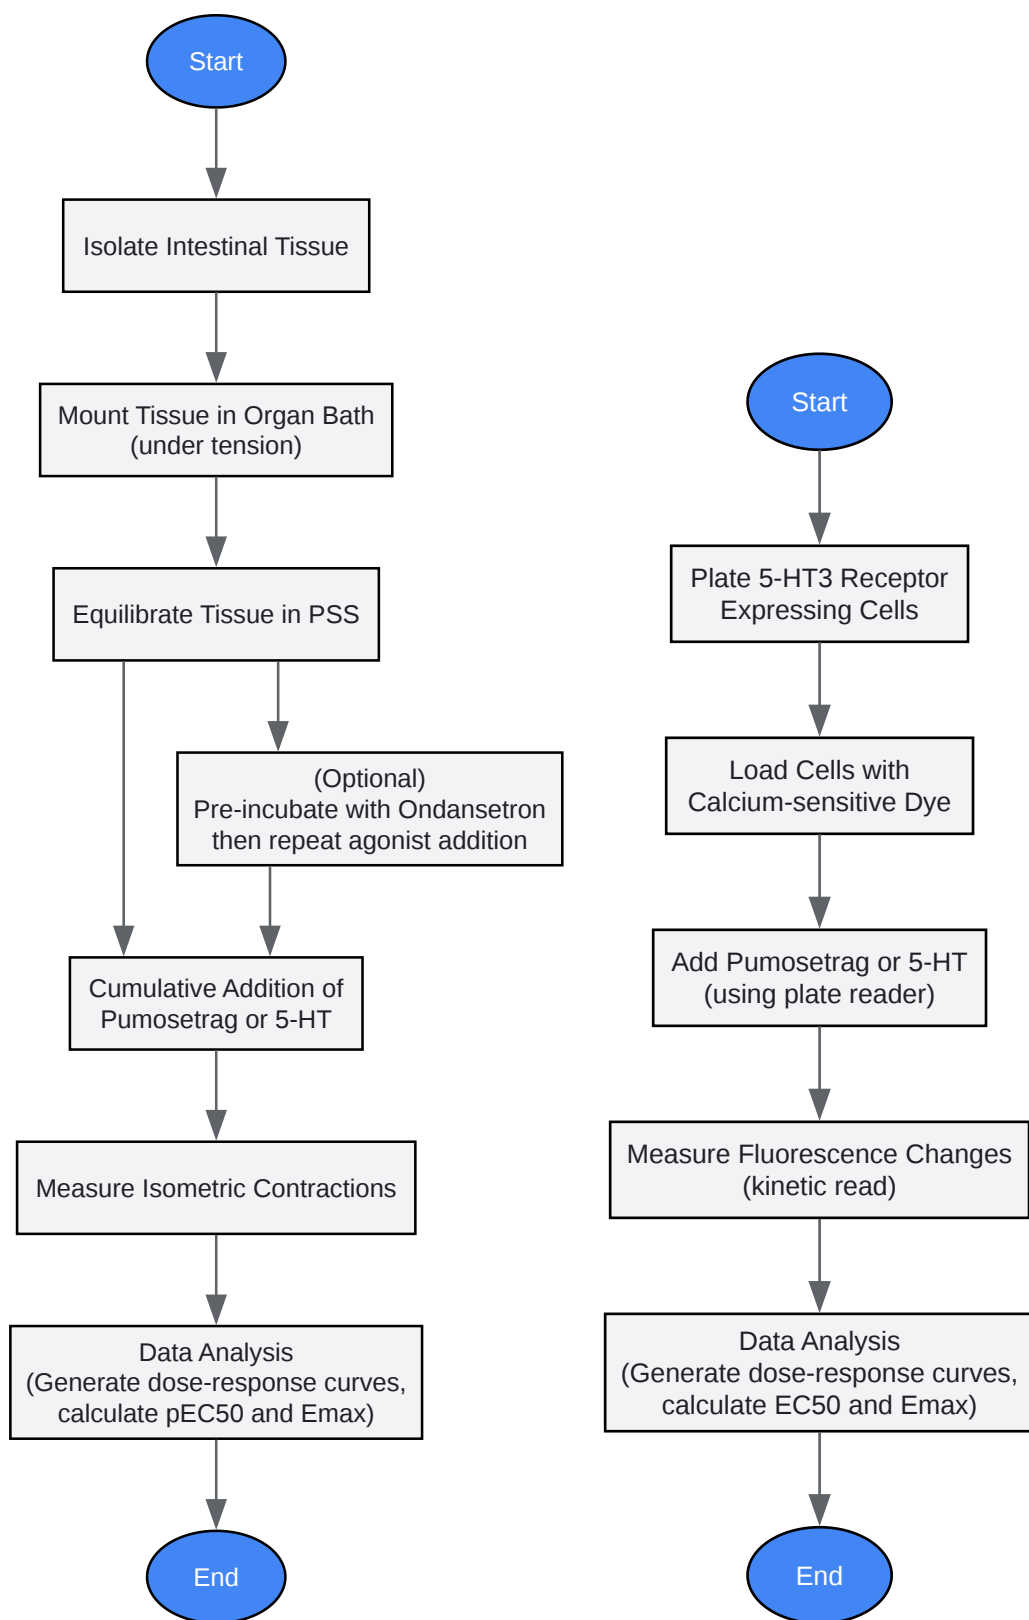 Start
Isolate Intestinal Tissue
Mount Tissue in Organ Bath
(under tension)
Equilibrate Tissue in PSS
(Optional)
Pre-incubate with Ondansetron
then repeat agonist addition
Cumulative Addition of
Pumosetrag or 5-HT
Measure Isometric Contractions
Data Analysis
(Generate dose-response curves,
calculate pEC50 and Emax)
End
Start
Plate 5-HT3 Receptor
Expressing Cells
Load Cells with
Calcium-sensitive Dye
Add Pumosetrag or 5-HT
(using plate reader)
Measure Fluorescence Changes
(kinetic read)
Data Analysis
(Generate dose-response curves,
calculate EC50 and Emax)
End